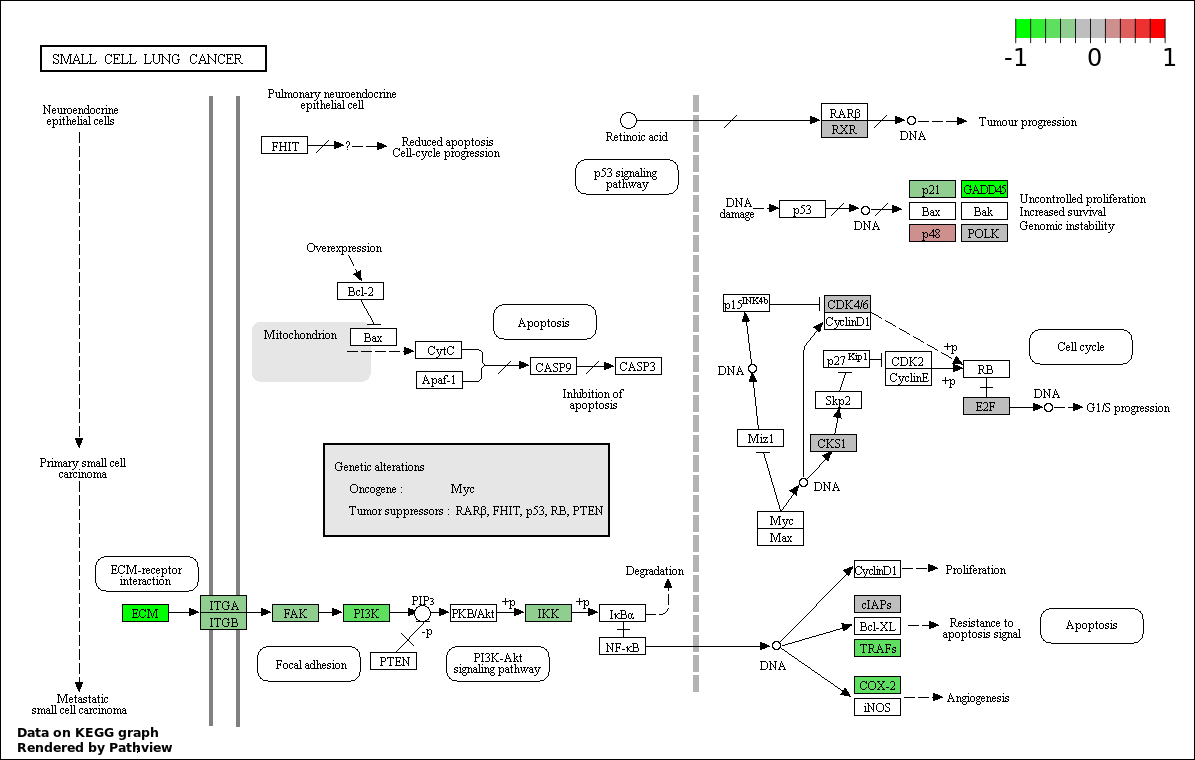 -1 0 1
SMALL CELL LUNG CANCER
Neuroendocrine
epithelial cells
Primary small cell
carcinoma
Metastatic
small cell carcinoma
Pulmonary neuroendocrine
epithelial cell
FHIT
?
Reduced apoptosis
Cell-cycle progression
Retinoic acid
RARβ
RXR
DNA
Tumour progression
p53 signaling
pathway
DNA
damage
p53
DNA
p21
GADD45
Bax
Bak
p48
POLK
Uncontrolled proliferation
Increased survival
Genomic instability
Overexpression
Bcl-2
Mitochondrion
Bax
CytC
Apaf-1
CASP9
CASP3
Apoptosis
Inhibition of
apoptosis
p15INK4b
CDK4/6
CyclinD1
p27Kip1
CDK2
CyclinE
+p
+p
RB
Cell cycle
DNA
Skp2
E2F
DNA
G1/S progression
Miz1
CKS1
DNA
Myc
Max
Genetic alterations
Oncogene : Myc
Tumor suppressors : RARβ, FHIT, p53, RB, PTEN
ECM-receptor
interaction
ECM
ITGA
ITGB
FAK
PI3K
PIP3
-p
PTEN
PKB/Akt
+p
IKK
+p
IκBα
NF-κB
Degradation
Focal adhesion
PI3K-Akt
signaling pathway
DNA
CyclinD1
Proliferation
cIAPs
Bcl-XL
TRAFs
Resistance to
apoptosis signal
Apoptosis
COX-2
iNOS
Angiogenesis
Data on KEGG graph
Rendered by Pathview